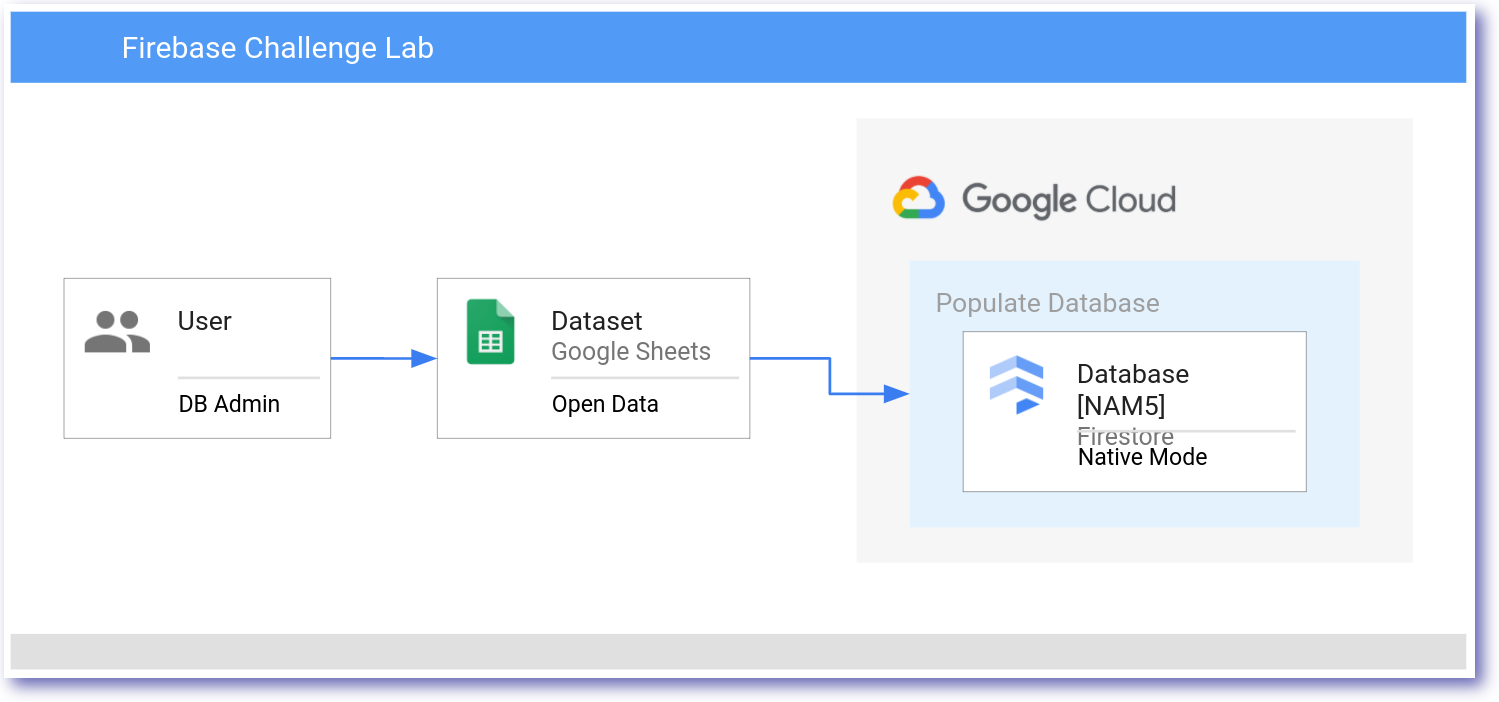 Firebase Challenge Lab
Google Cloud
Populate Database
User
DB Admin
Dataset
Google Sheets
Open Data
Database
[NAM5]
Firestore
Native Mode